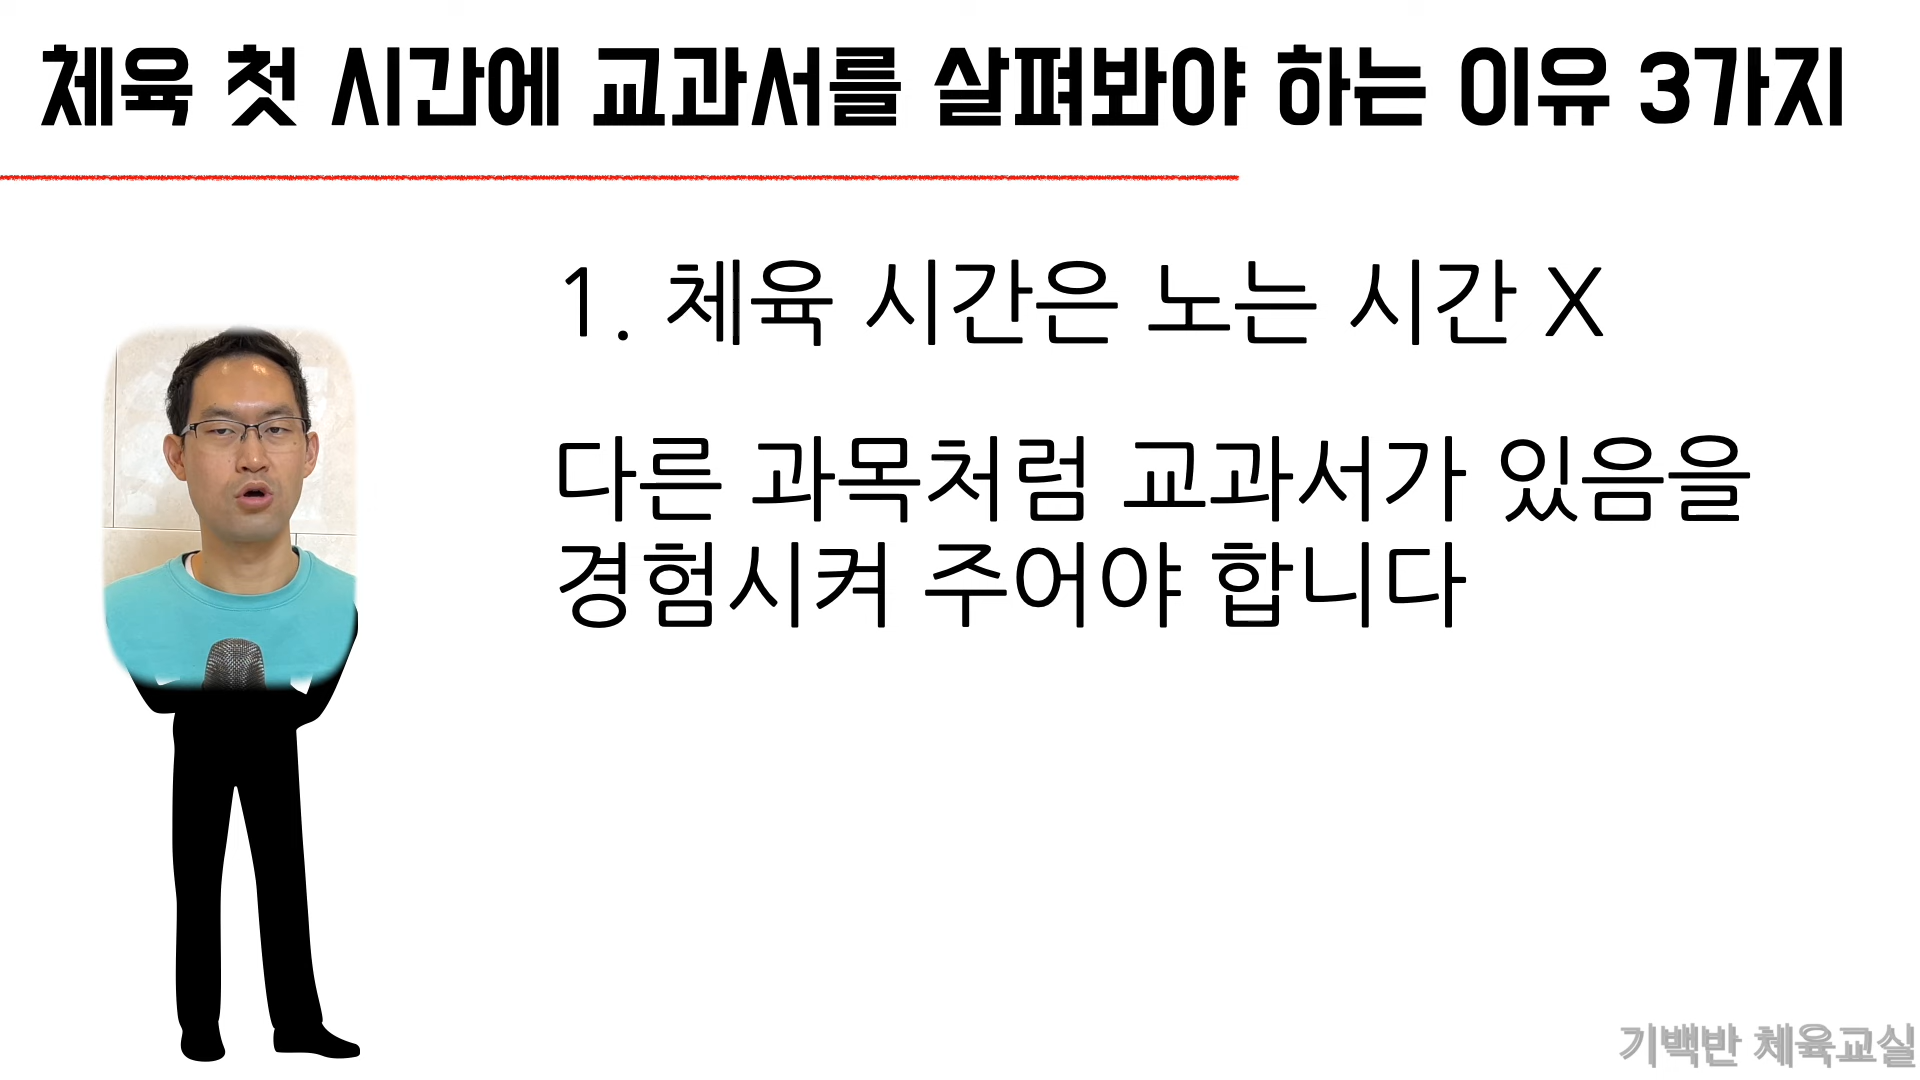 체육 첫 시간에 교과서를 살펴봐야 하는 이유 3가지
1. 체육 시간은 노는 시간 X
다른 과목처럼 교과서가 있음을
경험시켜 주어야 합니다
기백반 체육교실